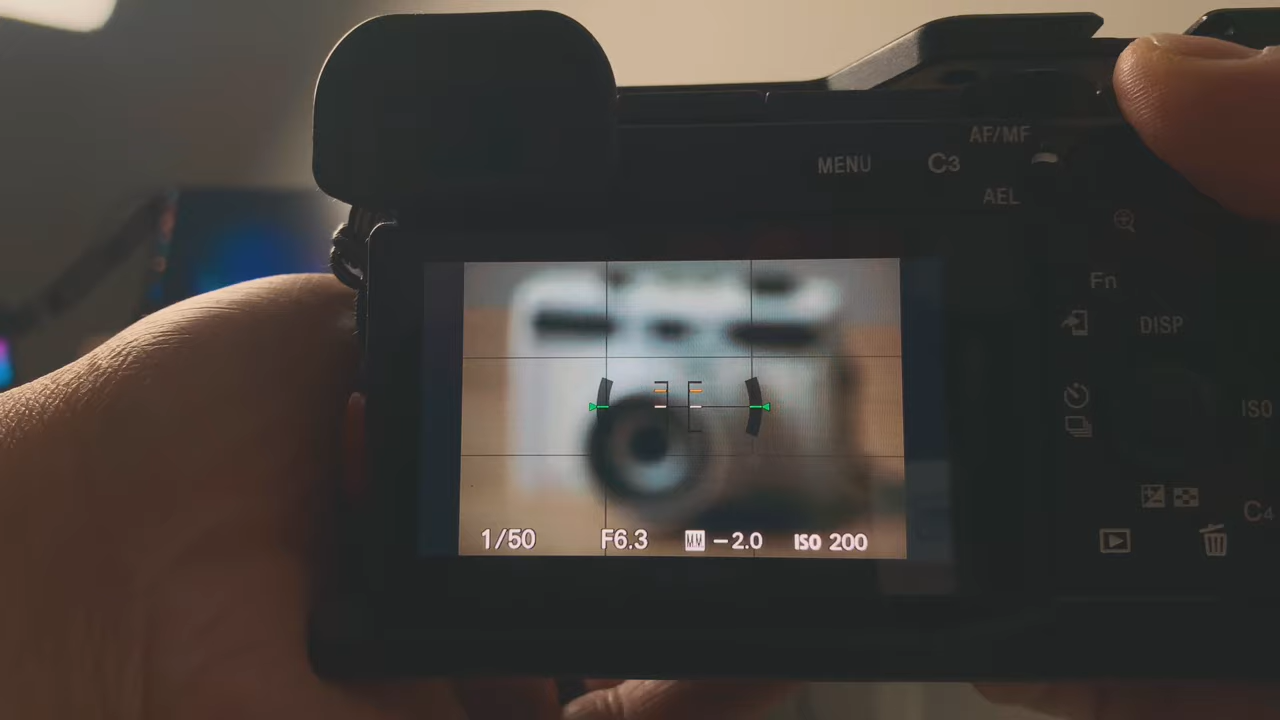 AF/MF
MENU C3
AEL
Fn
DISP
ISO
C4
1/50 F6.3 M.M. −2.0 ISO 200